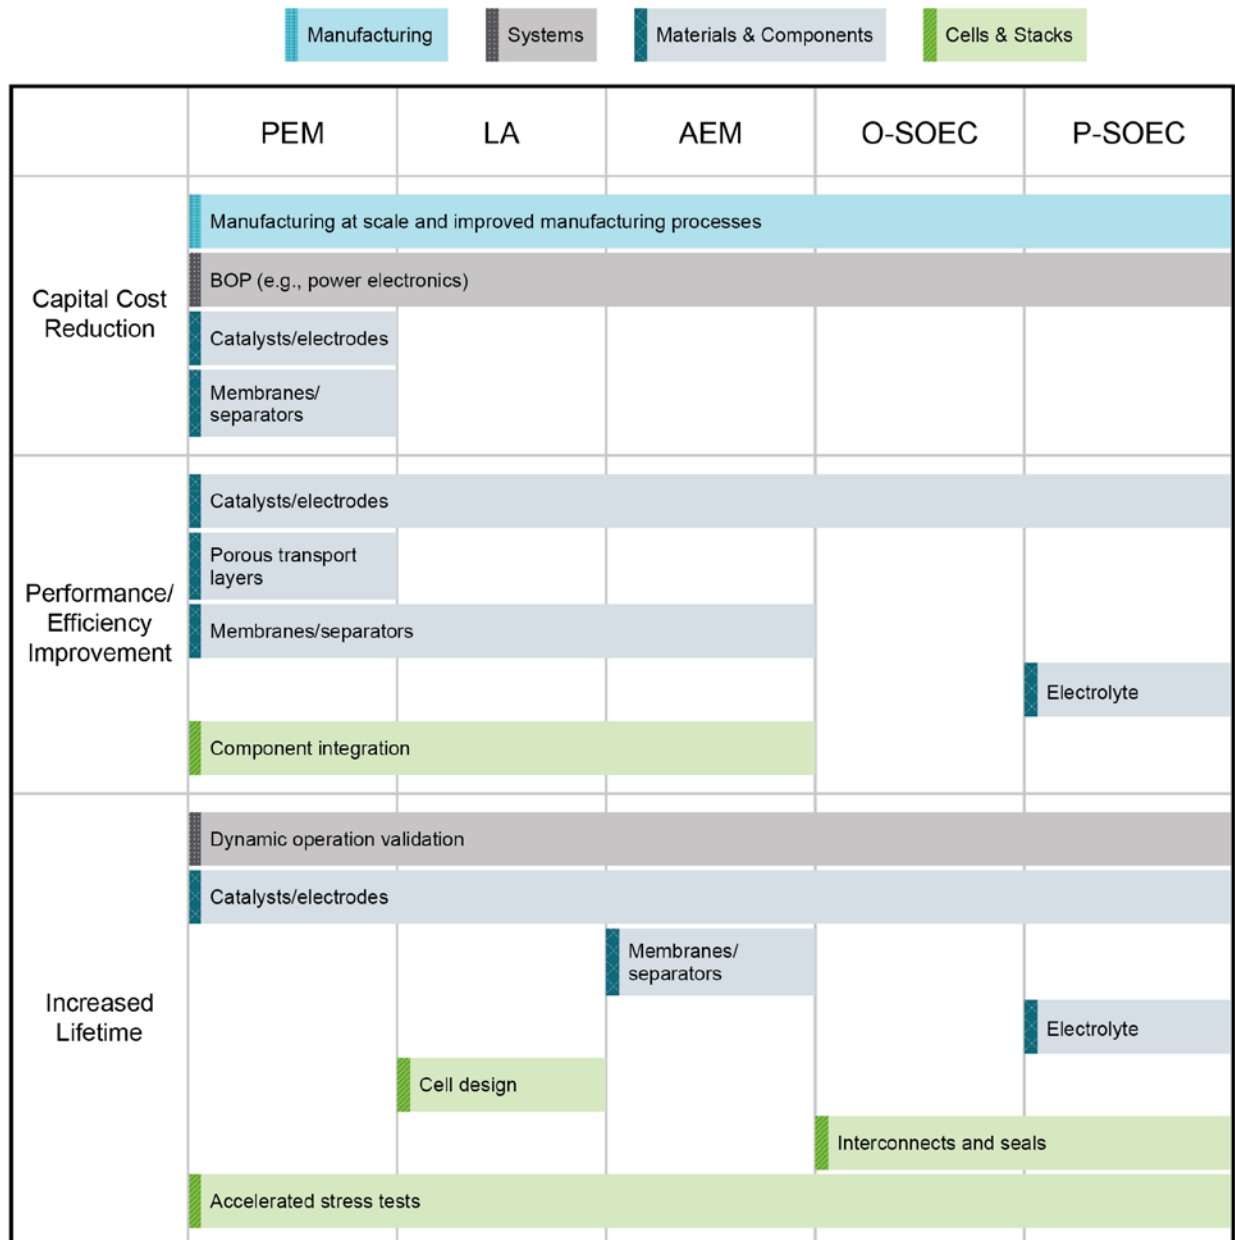 Manufacturing
Systems
Materials & Components
Cells & Stacks
PEM
LA
AEM
O-SOEC
P-SOEC
Capital Cost
Reduction
Manufacturing at scale and improved manufacturing processes
BOP (e.g., power electronics)
Catalysts/electrodes
Membranes/
separators
Performance/
Efficiency
Improvement
Catalysts/electrodes
Porous transport
layers
Membranes/separators
Electrolyte
Component integration
Increased
Lifetime
Dynamic operation validation
Catalysts/electrodes
Membranes/
separators
Electrolyte
Cell design
Interconnects and seals
Accelerated stress tests